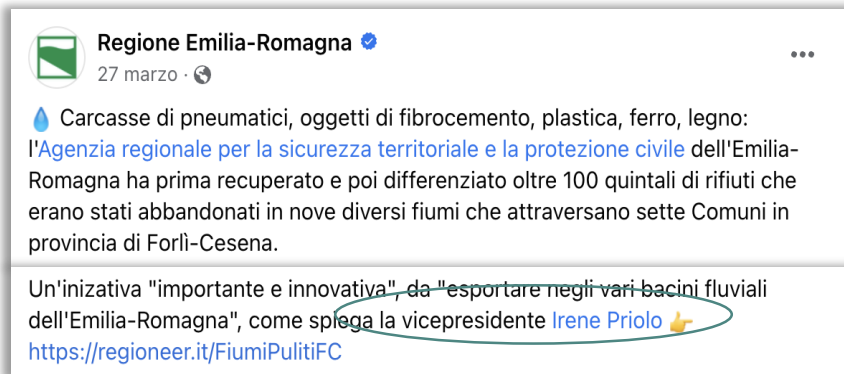 Regione Emilia-Romagna
27 marzo ·
💧 Carcasse di pneumatici, oggetti di fibrocemento, plastica, ferro, legno:
l'Agenzia regionale per la sicurezza territoriale e la protezione civile dell'Emilia-
Romagna ha prima recuperato e poi differenziato oltre 100 quintali di rifiuti che
erano stati abbandonati in nove diversi fiumi che attraversano sette Comuni in
provincia di Forlì-Cesena.
Un'inizativa "importante e innovativa", da "esportare negli vari bacini fluviali
dell'Emilia-Romagna", come spiega la vicepresidente Irene Priolo 👉
https://regioneer.it/FiumiPulitiFC